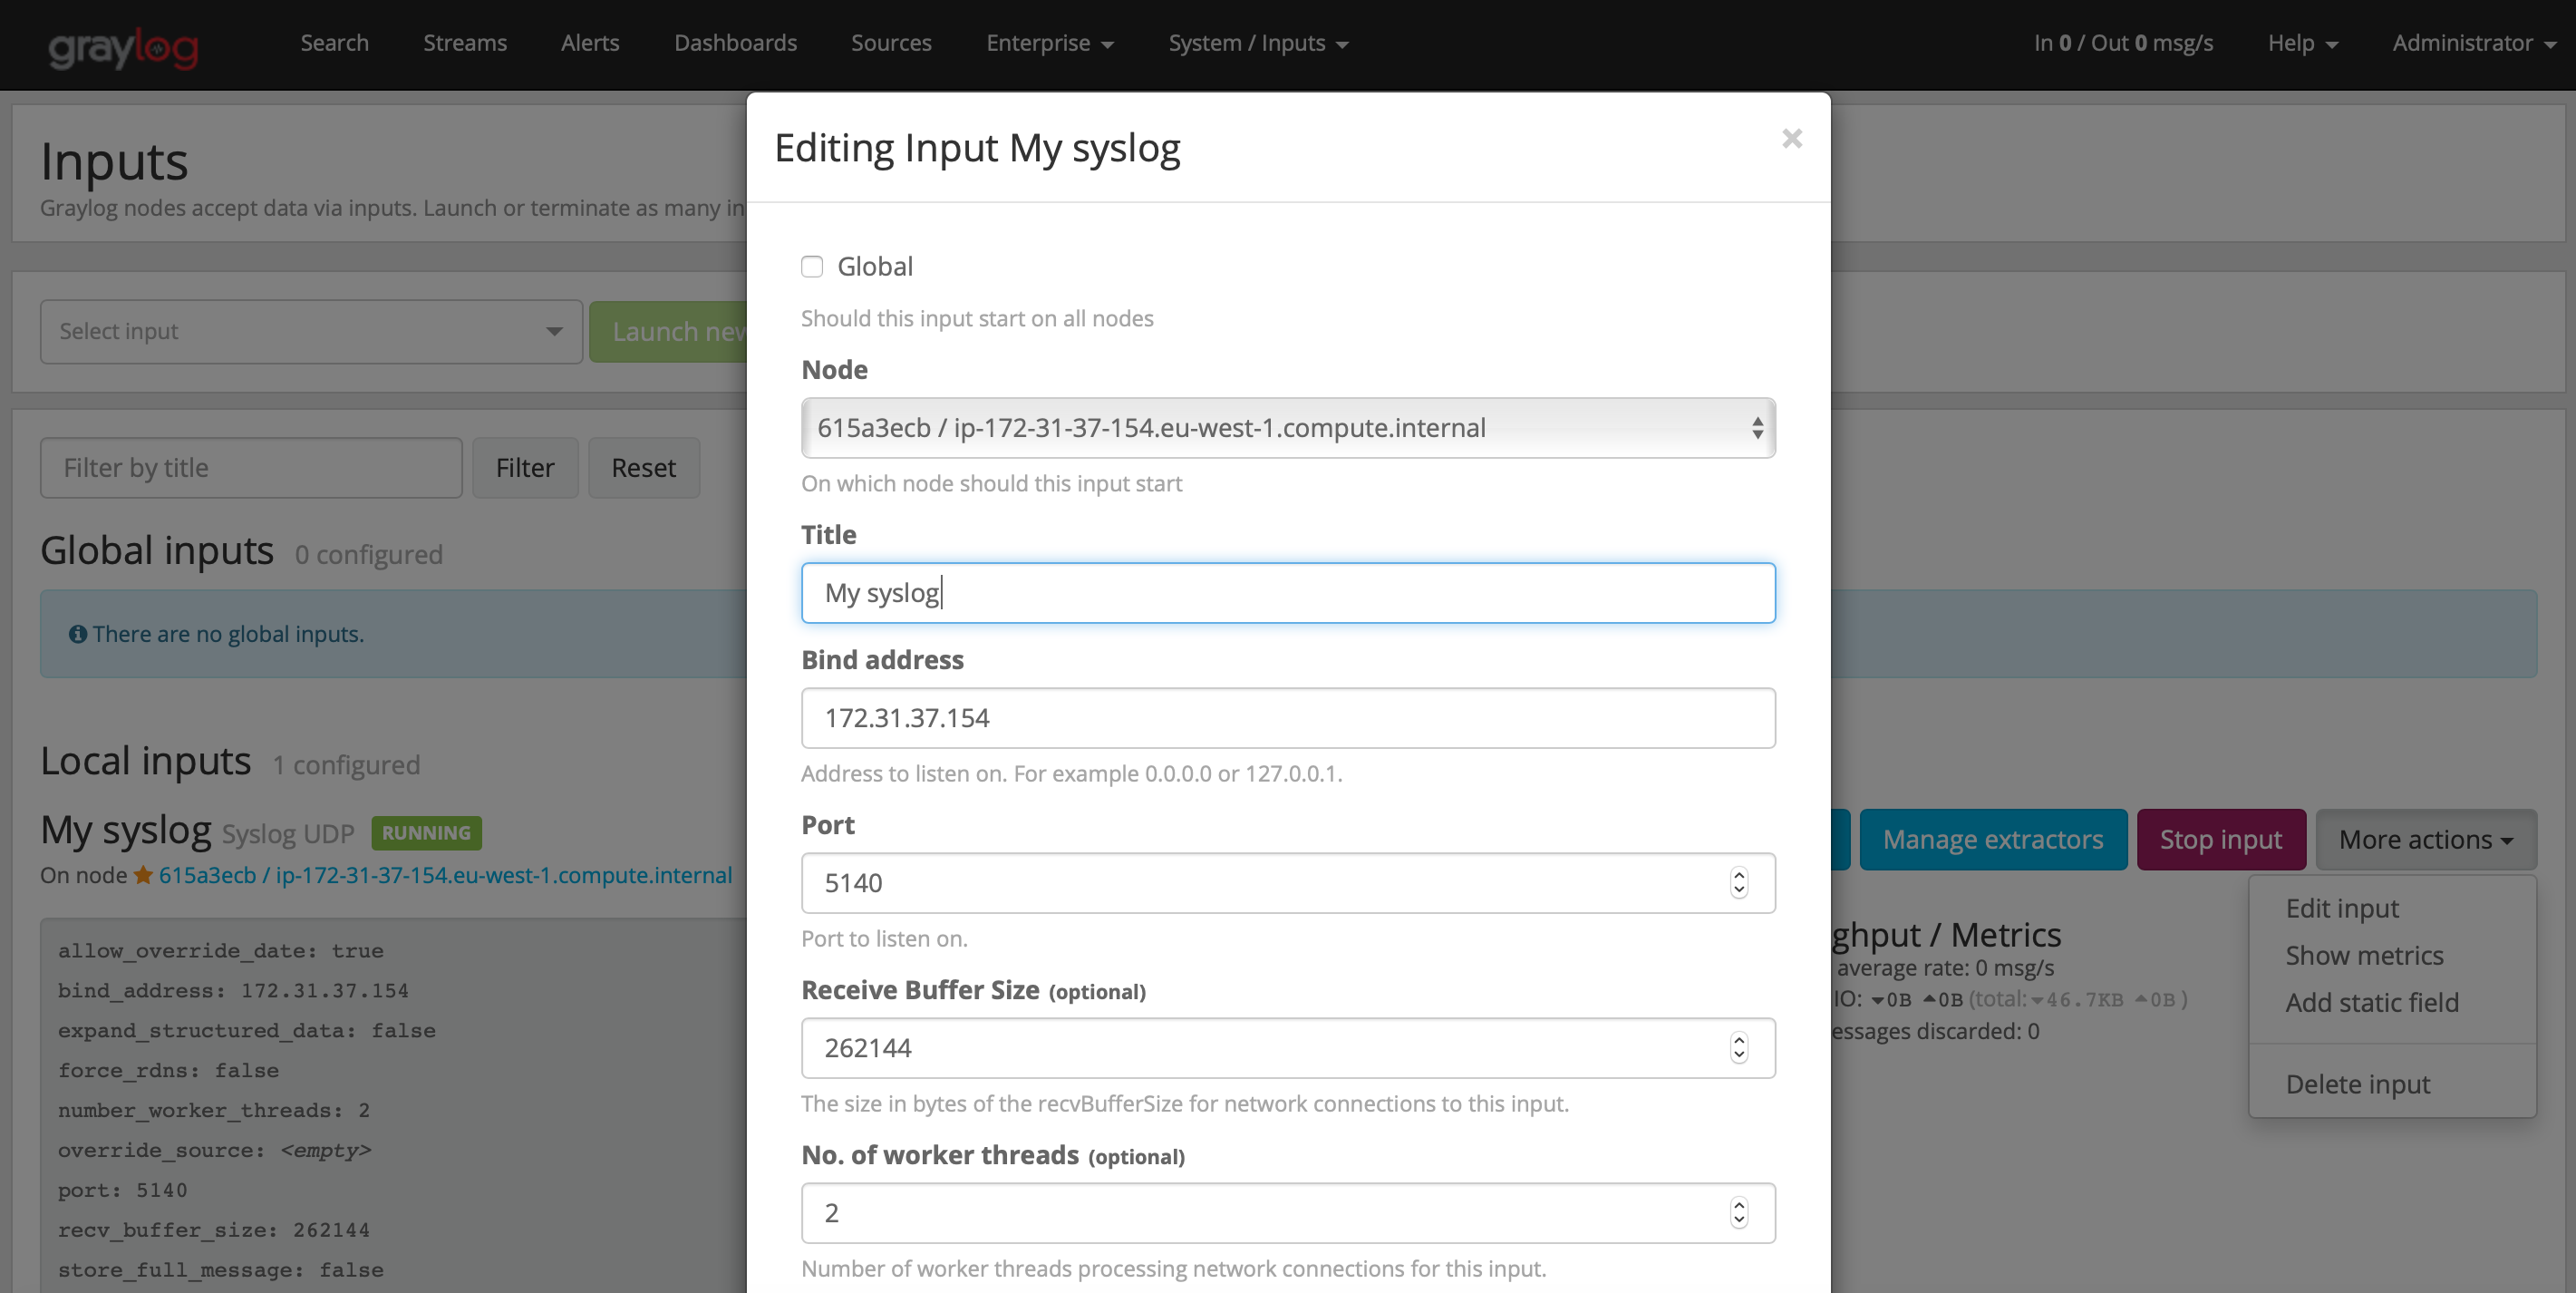 graylog
Search
Streams
Alerts
Dashboards
Sources
Enterprise
System / Inputs
In 0 / Out 0 msg/s
Help
Administrator
Inputs
Graylog nodes accept data via inputs. Launch or terminate as many in
Select input
Launch new
Filter by title
Filter
Reset
Global inputs 0 configured
There are no global inputs.
Local inputs 1 configured
My syslog Syslog UDP RUNNING
On node 615a3ecb / ip-172-31-37-154.eu-west-1.compute.internal
allow_override_date: true
bind_address: 172.31.37.154
expand_structured_data: false
force_rdns: false
number_worker_threads: 2
override_source: <empty>
port: 5140
recv_buffer_size: 262144
store_full_message: false
Editing Input My syslog
×
Global
Should this input start on all nodes
Node
615a3ecb / ip-172-31-37-154.eu-west-1.compute.internal
On which node should this input start
Title
My syslog
Bind address
172.31.37.154
Address to listen on. For example 0.0.0.0 or 127.0.0.1.
Port
5140
Port to listen on.
Receive Buffer Size (optional)
262144
The size in bytes of the recvBufferSize for network connections to this input.
No. of worker threads (optional)
2
Number of worker threads processing network connections for this input.
Manage extractors
Stop input
More actions
ghput / Metrics
average rate: 0 msg/s
IO: 0B 0B (total: 46.7KB 0B )
essages discarded: 0
Edit input
Show metrics
Add static field
Delete input